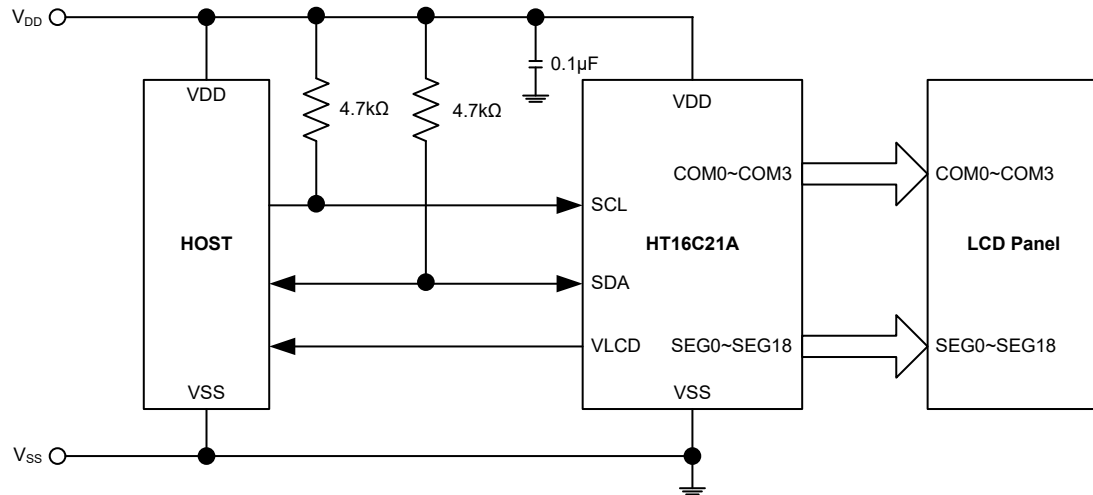 VDD
0.1µF
VDD
4.7kΩ
4.7kΩ
VDD
COM0~COM3
COM0~COM3
SCL
HOST
HT16C21A
LCD Panel
SDA
VLCD
SEG0~SEG18
SEG0~SEG18
VSS
VSS
VSS